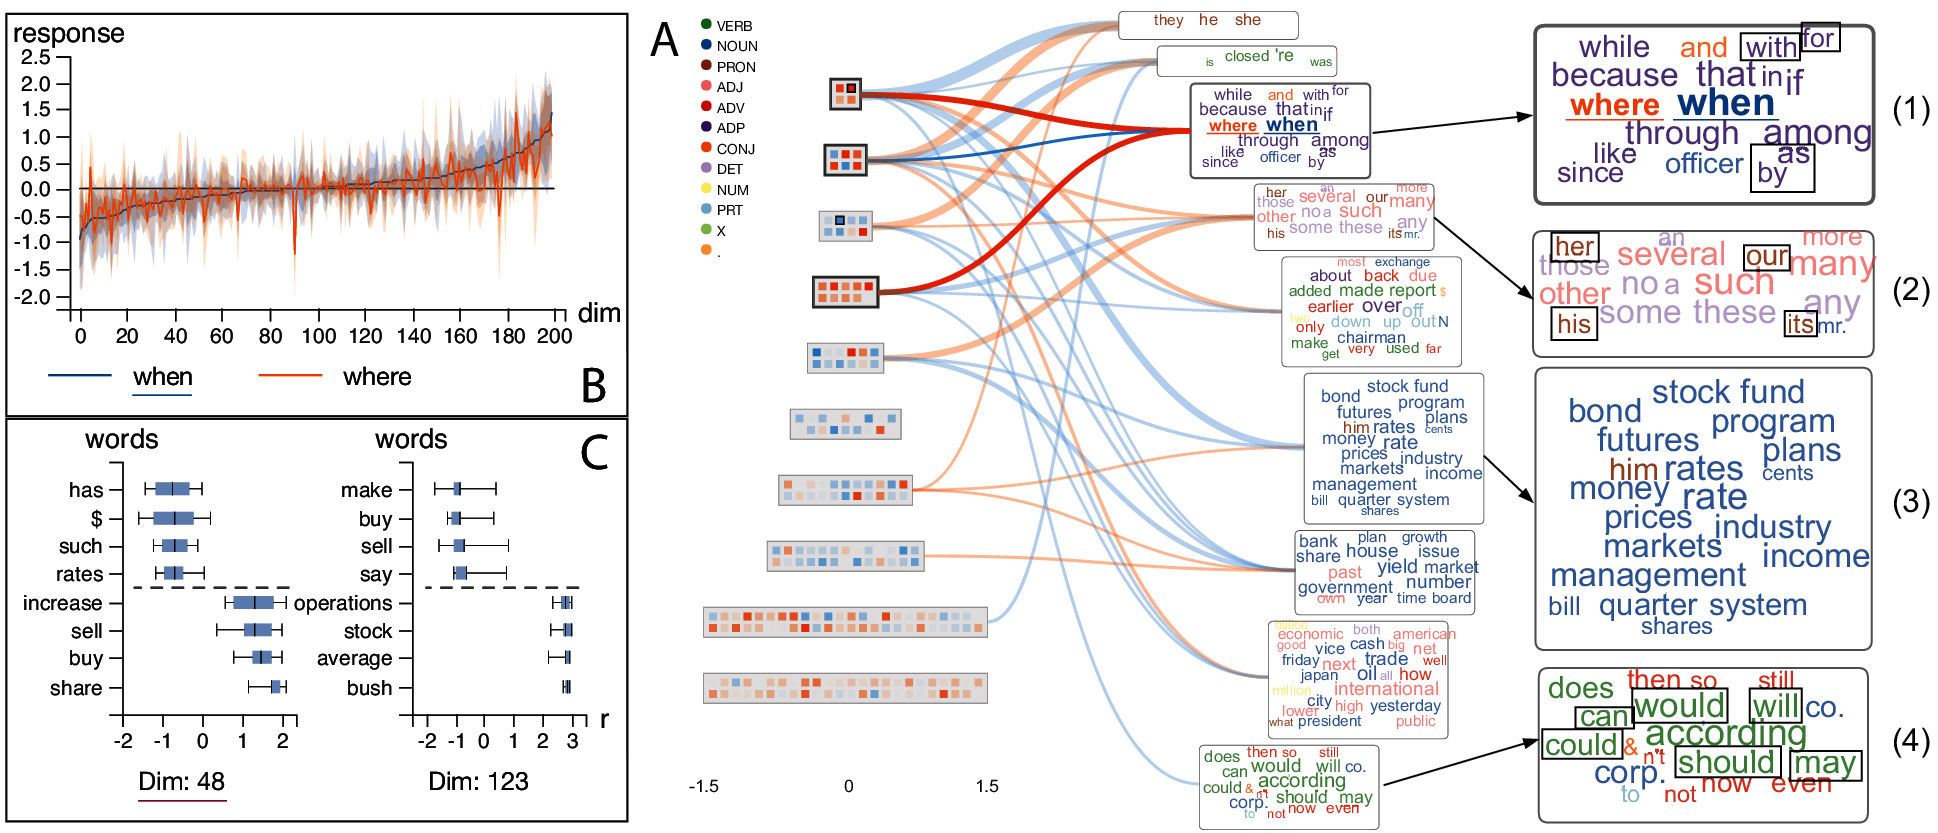 response
2.5
2.0
1.5
1.0
0.5
0.0
-0.5
-1.0
-1.5
-2.0
0 20 40 60 80 100 120 140 160 180 200 dim
when where
B
words words
C
has make
$ buy
such sell
rates say
increase operations
sell stock
buy average
share bush
-2 -1 0 1 2
-2 -1 0 1 2 3 r
Dim: 48 Dim: 123
A
VERB
NOUN
PRON
ADJ
ADV
ADP
CONJ
DET
NUM
PRT
X
.
-1.5 0 1.5
they he she
is closed 're was
while and with for
because that in if
where when
through among
like officer as
since by
her an several our more
those many
other no a such
some these any
his its mr.
most exchange
about back due
added made report $
earlier over off
two down up out N
only
make chairman
get very used far
stock fund
bond program
futures plans
him rates cents
money rate
prices industry
markets income
management
bill quarter system
shares
bank plan growth
share house issue
past yield market
government number
own year time board
billion both
economic american
good vice cash big net
friday next trade well
japan oil all how
million international
city high yesterday
lower
what president public
does then so still
can would will co.
could & n't according
corp. should may
to not now even
while and with for
because that in if
where when
through among
like officer as
since by
(1)
her an several our more
those many
other no a such
some these any
his its mr.
(2)
stock fund
bond program
futures plans
him rates cents
money rate
prices industry
markets income
management
bill quarter system
shares
(3)
does then so still
can would will co.
could & n't according
corp. should may
to not now even
(4)